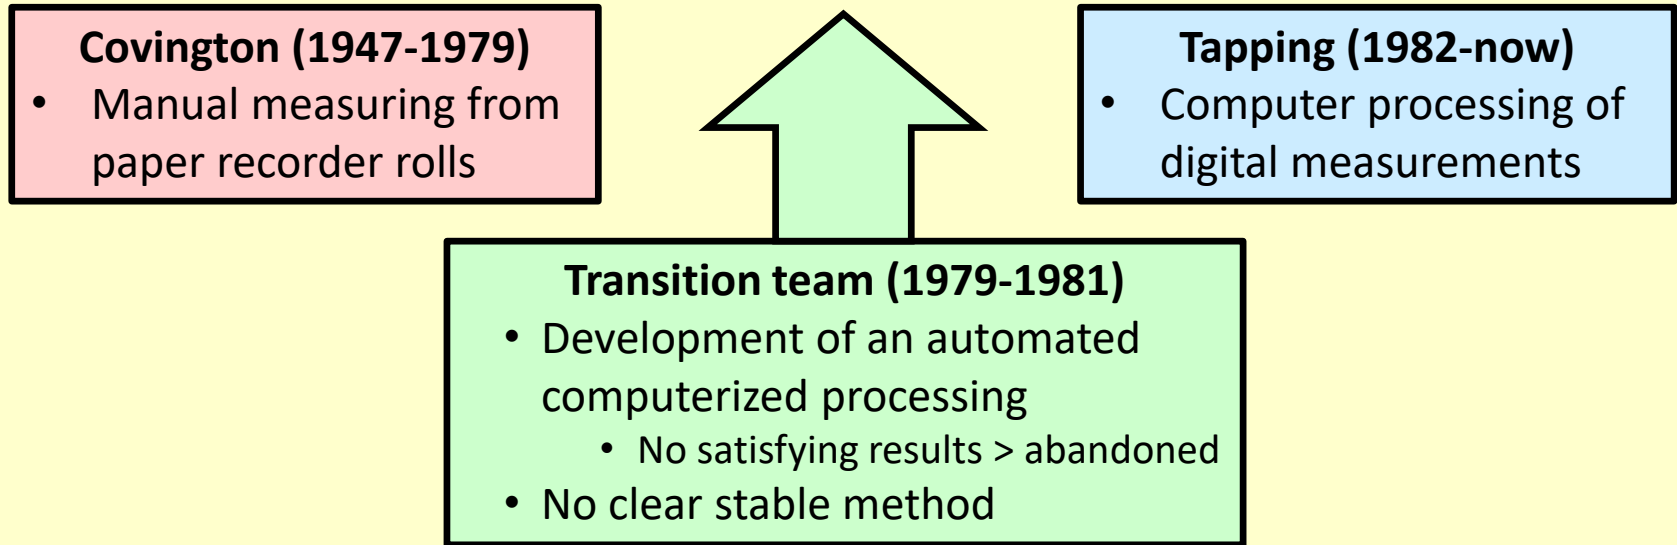 Covington (1947-1979)
• Manual measuring from
paper recorder rolls
Tapping (1982-now)
• Computer processing of
digital measurements
Transition team (1979-1981)
• Development of an automated
computerized processing
• No satisfying results > abandoned
• No clear stable method